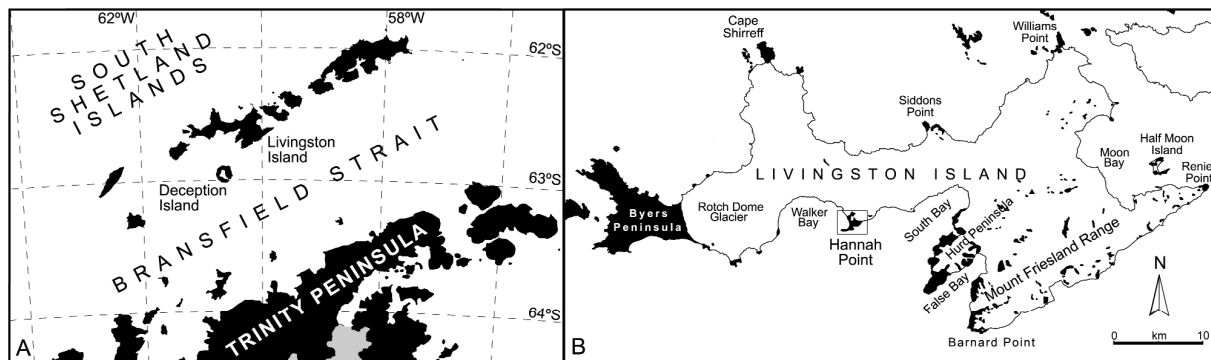 62ºW
58ºW
62ºS
SOUTH
SHETLAND
ISLANDS
Livingston
Island
Deception
Island
63ºS
BRANSFIELD STRAIT
TRINITY PENINSULA
64ºS
A
Cape
Shirreff
Williams
Point
Siddons
Point
Half Moon
Island
Moon
Bay
Renier
Point
LIVINGSTON ISLAND
Byers
Peninsula
Rotch Dome
Glacier
Walker
Bay
Hannah
Point
South Bay
Hurd Peninsula
False Bay
Mount Friesland Range
N
Barnard Point
0 km 10
B